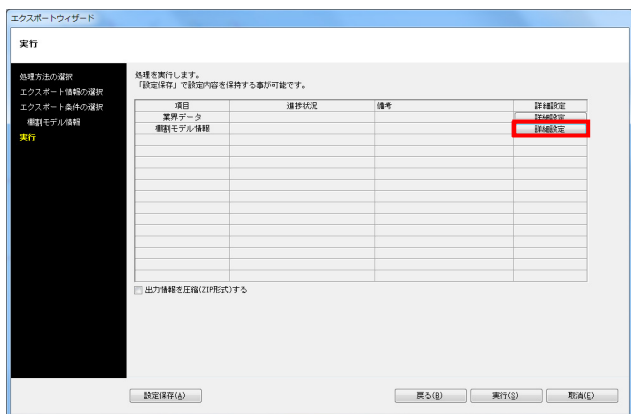 エクスポートウィザード
実行
処理方法の選択
エクスポート情報の選択
エクスポート条件の選択
棚割モデル情報
実行
処理を実行します。
「設定保存」で設定内容を保持する事が可能です。
項目 進捗状況 備考 詳細設定
業界データ 詳細設定
棚割モデル情報 詳細設定
出力情報を圧縮(ZIP形式)する
設定保存(A) 戻る(B) 実行(S) 取消(E)